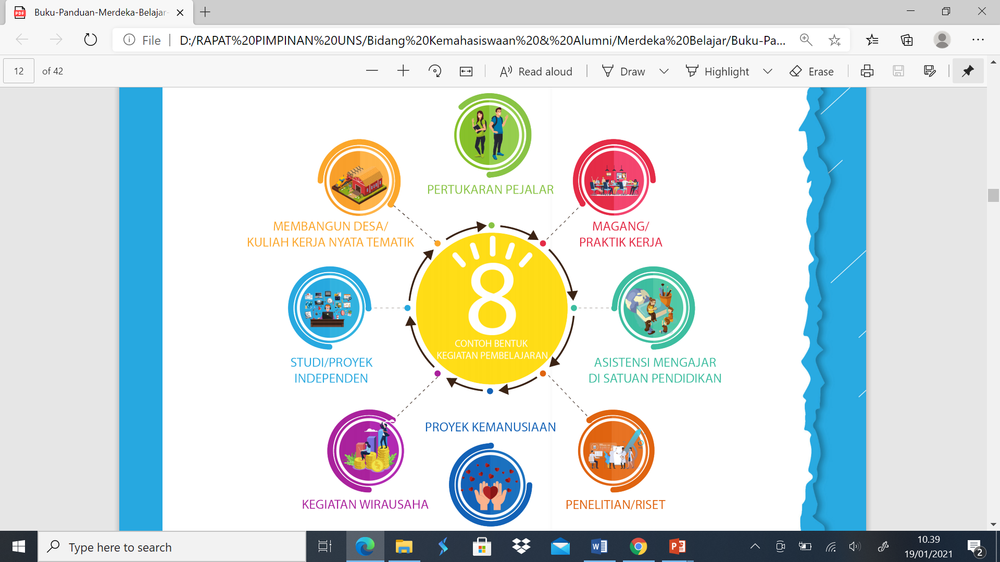 Buku-Panduan-Merdeka-Belajar-
File
D:/RAPAT%20PIMPINAN%20UNS/Bidang%20Kemahasiswaan%20&%20Alumni/Merdeka%20Belajar/Buku-Pa...
12 of 42
Read aloud
Draw
Highlight
Erase
PERTUKARAN PEJALAR
MEMBANGUN DESA/
KULIAH KERJA NYATA TEMATIK
MAGANG/
PRAKTIK KERJA
8
CONTOH BENTUK
KEGIATAN PEMBELAJARAN
STUDI/PROYEK
INDEPENDEN
ASISTENSI MENGAJAR
DI SATUAN PENDIDIKAN
PROYEK KEMANUSIAAN
KEGIATAN WIRAUSAHA
PENELITIAN/RISET
Type here to search
10.39
19/01/2021
2